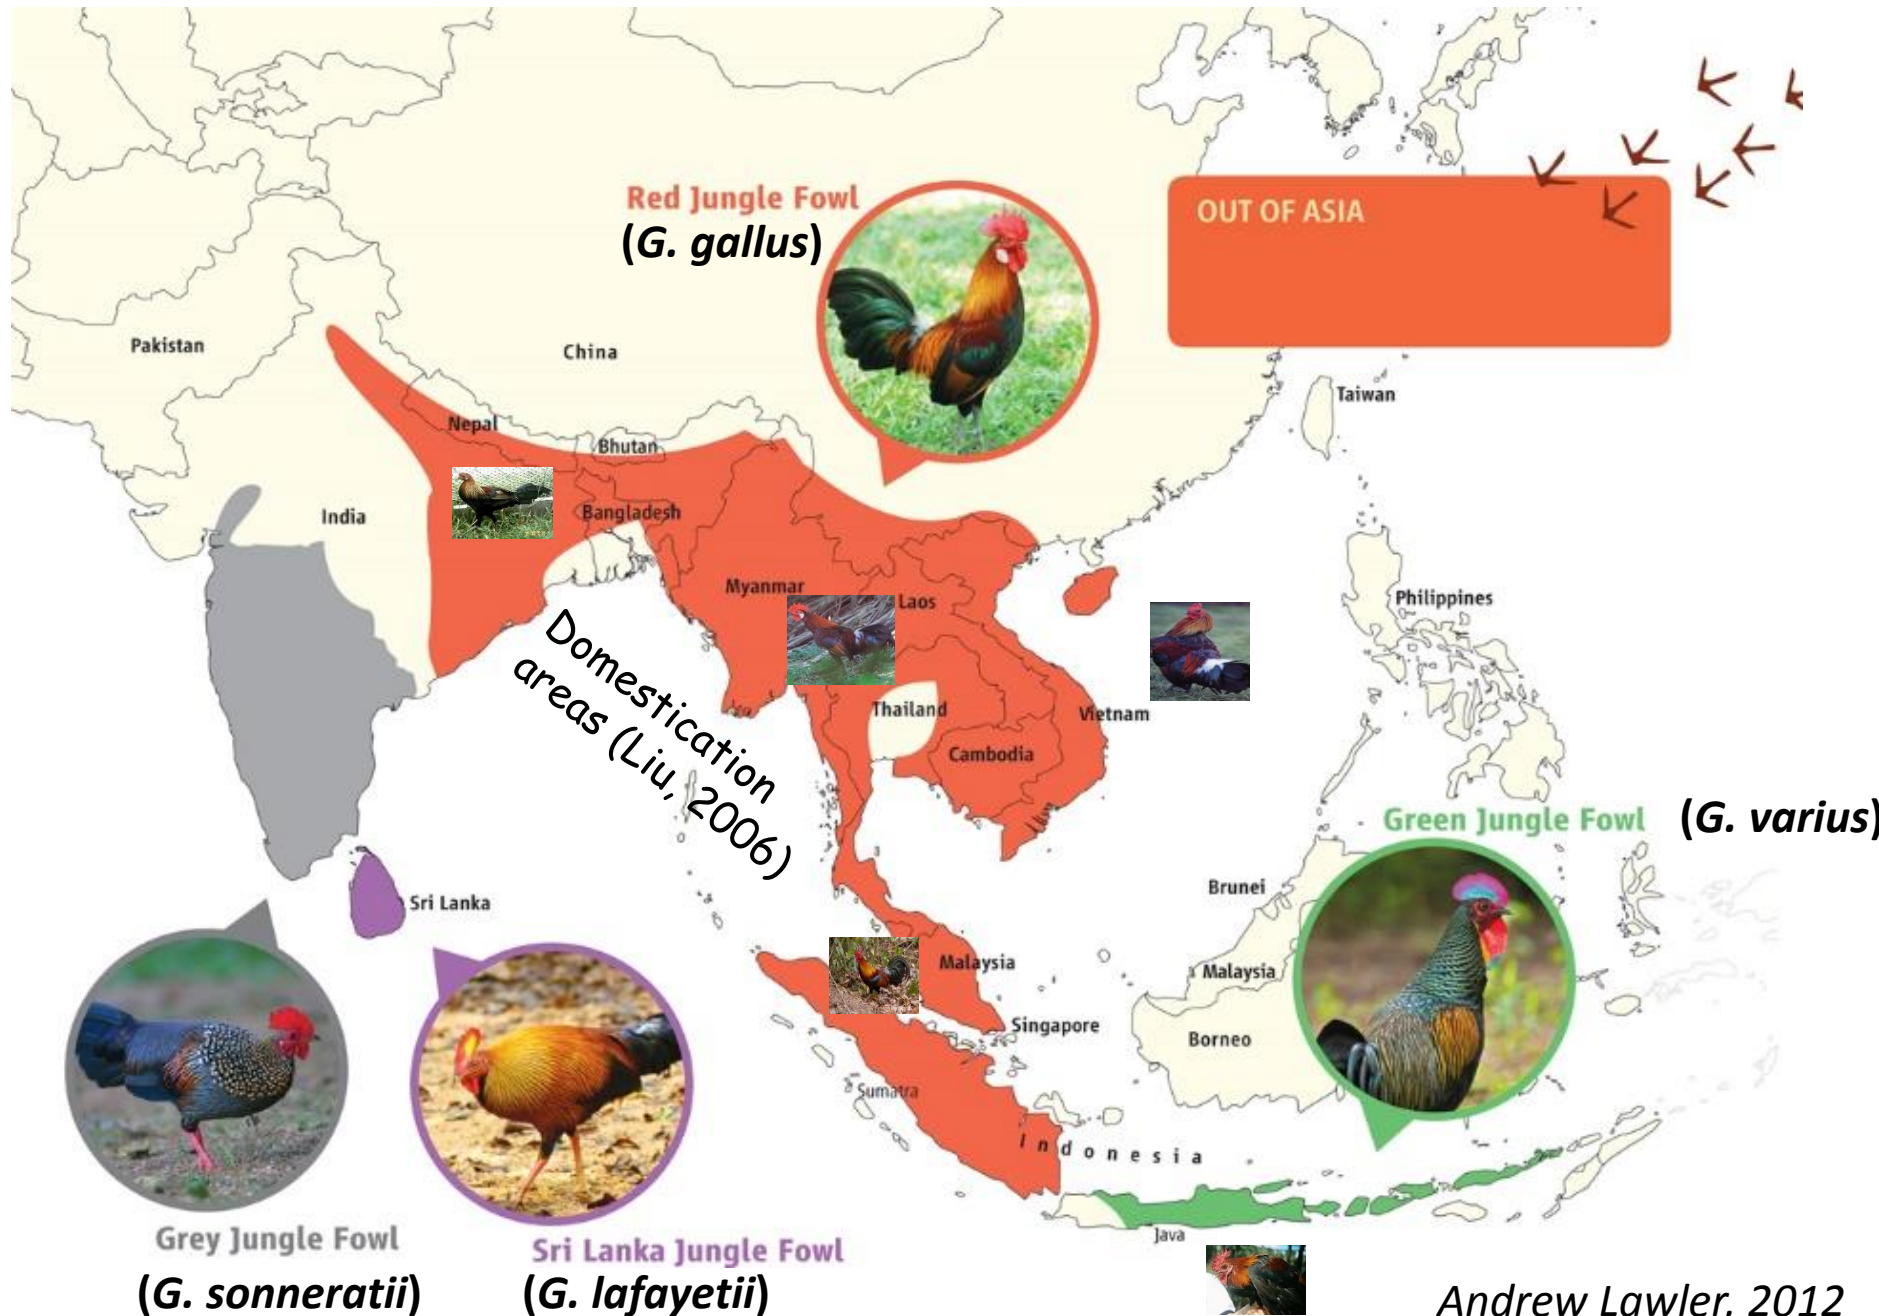 Red Jungle Fowl
(G. gallus)
OUT OF ASIA
Pakistan
China
Taiwan
Nepal
Bhutan
India
Bangladesh
Myanmar
Laos
Philippines
Domestication
areas (Liu, 2006)
Thailand
Vietnam
Cambodia
Green Jungle Fowl
(G. varius)
Brunei
Sri Lanka
Malaysia
Malaysia
Singapore
Borneo
Sumatra
Indonesia
Java
Grey Jungle Fowl
(G. sonneratii)
Sri Lanka Jungle Fowl
(G. lafayetii)
Andrew Lawler, 2012